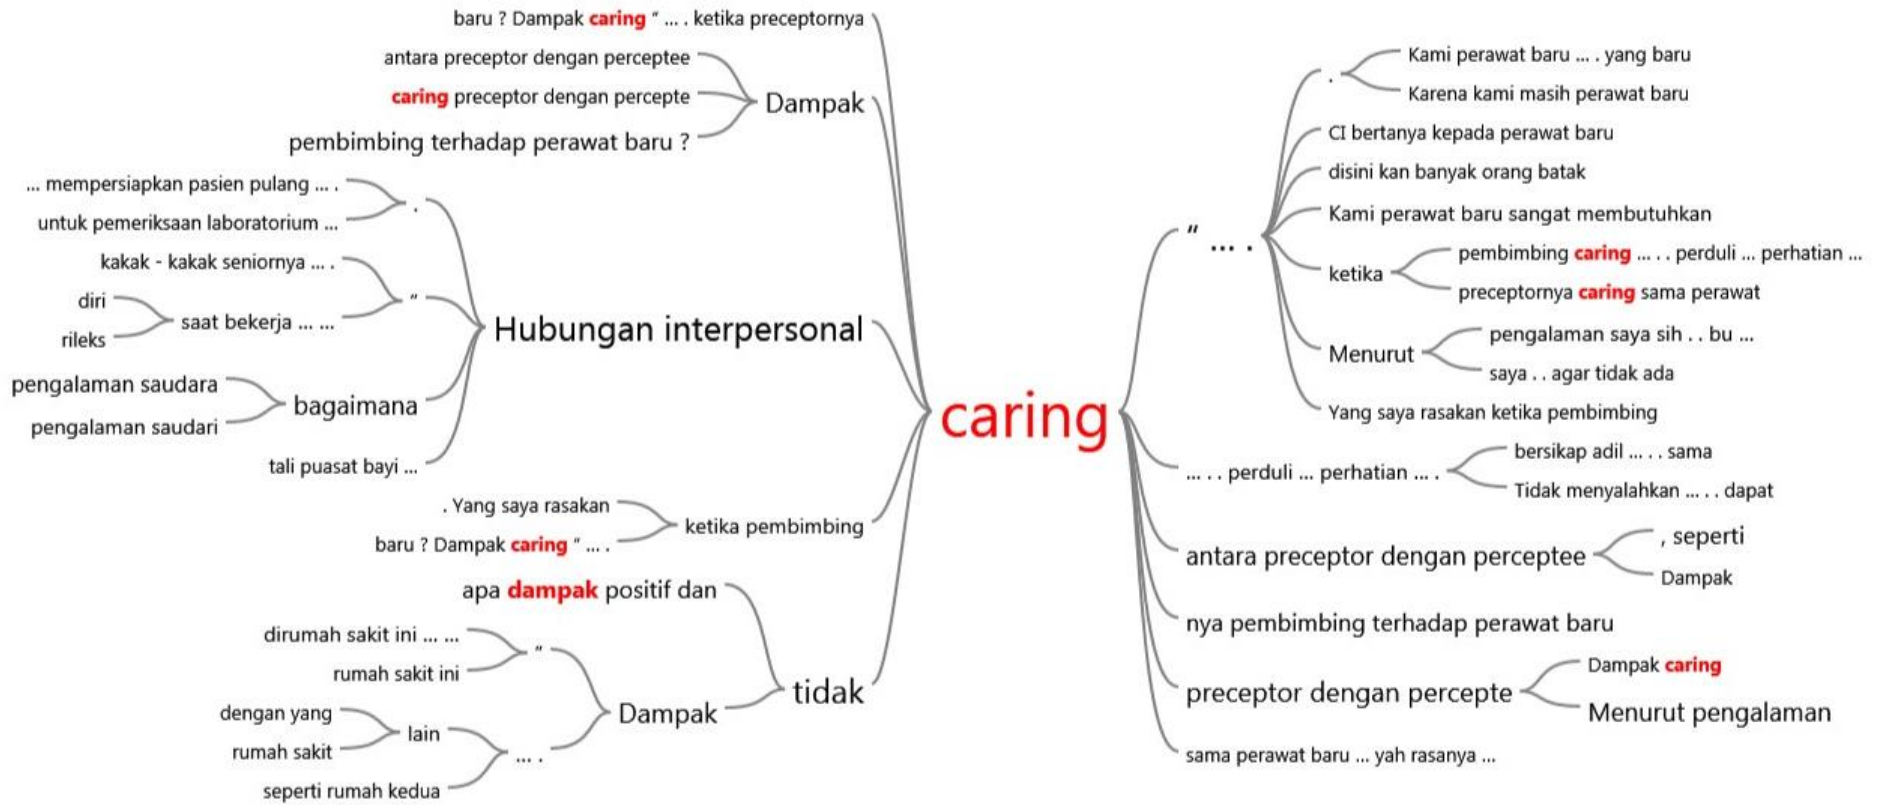 baru ? Dampak caring “ ... . ketika preceptornya
antara preceptor dengan perceptee
caring preceptor dengan percepte
pembimbing terhadap perawat baru ?
Dampak
... mempersiapkan pasien pulang ... .
untuk pemeriksaan laboratorium ...
.
kakak - kakak seniornya ... .
diri
rileks
saat bekerja ... ...
”
Hubungan interpersonal
pengalaman saudara
pengalaman saudari
bagaimana
tali puasat bayi ...
. Yang saya rasakan
baru ? Dampak caring “ ... .
ketika pembimbing
apa dampak positif dan
dirumah sakit ini ... ...
rumah sakit ini
”
dengan yang
rumah sakit
lain
seperti rumah kedua
... .
Dampak
tidak
caring
“ ... .
.
Kami perawat baru ... . yang baru
Karena kami masih perawat baru
CI bertanya kepada perawat baru
disini kan banyak orang batak
Kami perawat baru sangat membutuhkan
ketika
pembimbing caring ... . . perduli ... perhatian ...
preceptornya caring sama perawat
Menurut
pengalaman saya sih . . bu ...
saya . . agar tidak ada
Yang saya rasakan ketika pembimbing
... . . perduli ... perhatian ... .
bersikap adil ... . . sama
Tidak menyalahkan ... . . dapat
antara preceptor dengan perceptee
, seperti
Dampak
nya pembimbing terhadap perawat baru
preceptor dengan percepte
Dampak caring
Menurut pengalaman
sama perawat baru ... yah rasanya ...